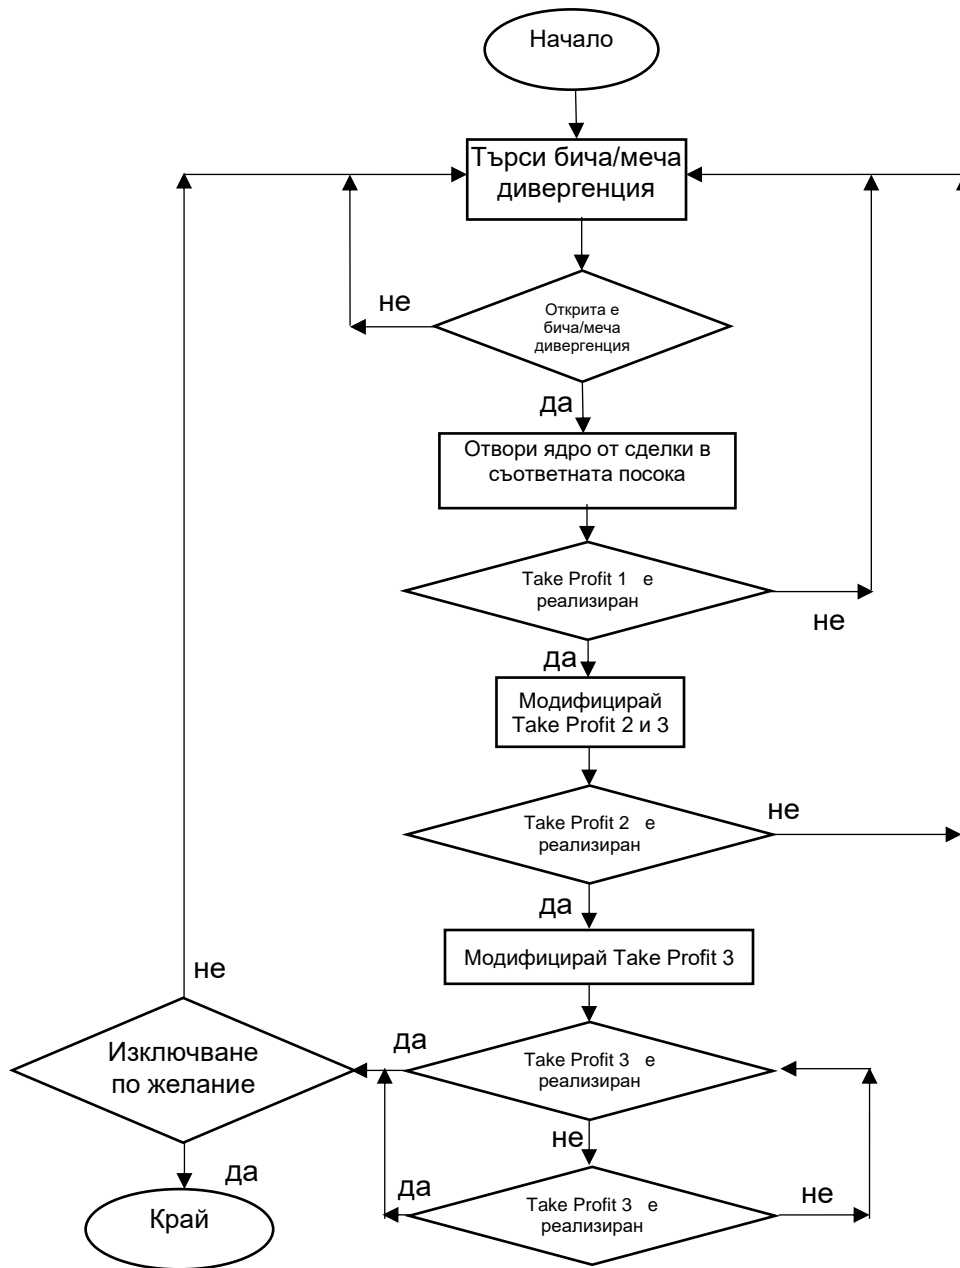 Начало
Търси бича/меча
дивергенция
не
Открита е
бича/меча
дивергенция
да
Отвори ядро от сделки в
съответната посока
Take Profit 1 е
реализиран
не
да
Модифицирай
Take Profit 2 и 3
Take Profit 2 е
реализиран
не
да
Модифицирай Take Profit 3
не
Изключване
по желание
да
Take Profit 3 е
реализиран
не
да
Край
да
Take Profit 3 е
реализиран
не